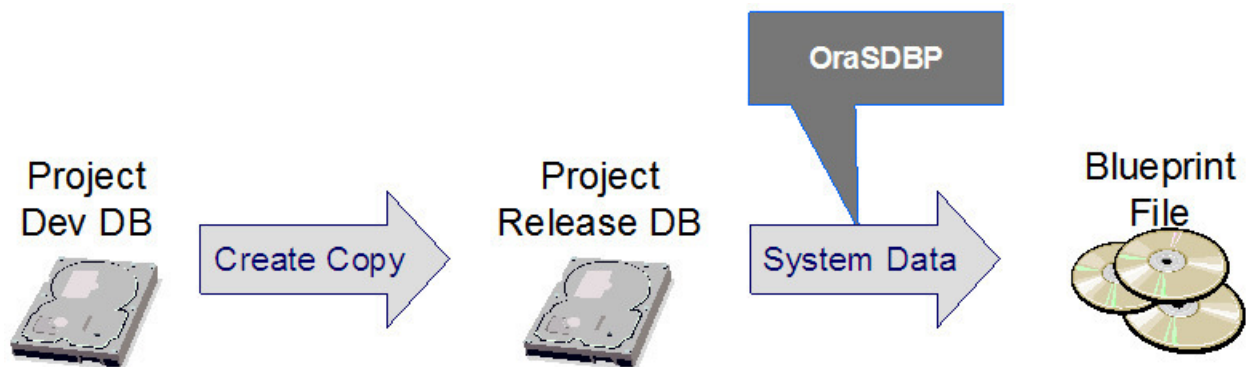 OraSDBP
Project
Dev DB
Create Copy
Project
Release DB
System Data
Blueprint
File